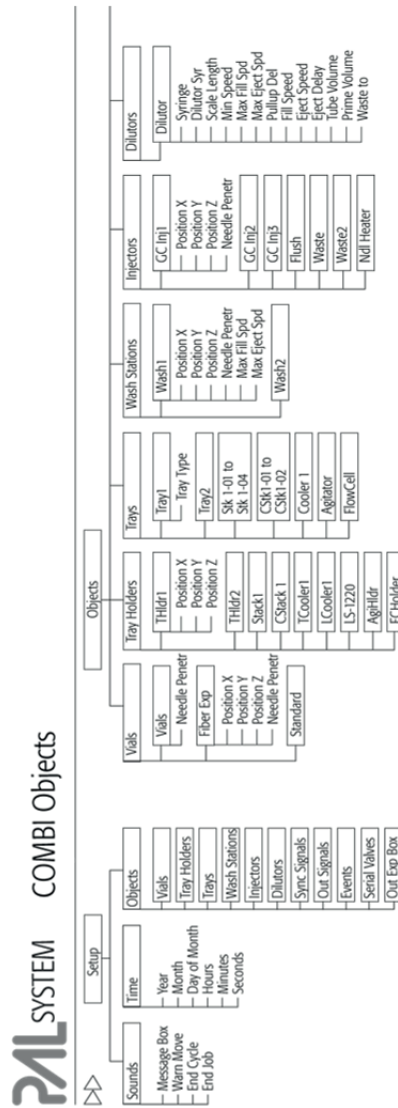 PAL SYSTEM COMBI Objects
Setup
Sounds
Message Box
Warn Move
End Cycle
End Job
Time
Year
Month
Day of Month
Hours
Minutes
Seconds
Objects
Vials
Tray Holders
Trays
Wash Stations
Injectors
Dilutors
Sync Signals
Out Signals
Events
Serial Valves
Out Exp Box
Objects
Vials
Vials
Needle Penetr
Fiber Exp
Position X
Position Y
Position Z
Needle Penetr
Standard
Tray Holders
THldr1
Position X
Position Y
Position Z
THldr2
Stack1
CStack 1
TCooler1
LCooler1
LS-1220
AgiHldr
FCHolder
Trays
Tray1
Tray Type
Tray2
Stk 1-01 to
Stk 1-04
CStk1-01 to
CStk1-02
Cooler 1
Agitator
FlowCell
Wash Stations
Wash1
Position X
Position Y
Position Z
Needle Penetr
Max Fill Spd
Max Eject Spd
Wash2
Injectors
GC Inj1
Position X
Position Y
Position Z
Needle Penetr
GC Inj2
GC Inj3
Flush
Waste
Waste2
Ndl Heater
Dilutors
Dilutor
Syringe
Dilutor Syr
Scale Length
Min Speed
Max Fill Spd
Max Eject Spd
Pullup Del
Fill Speed
Eject Speed
Eject Delay
Tube Volume
Prime Volume
Waste to